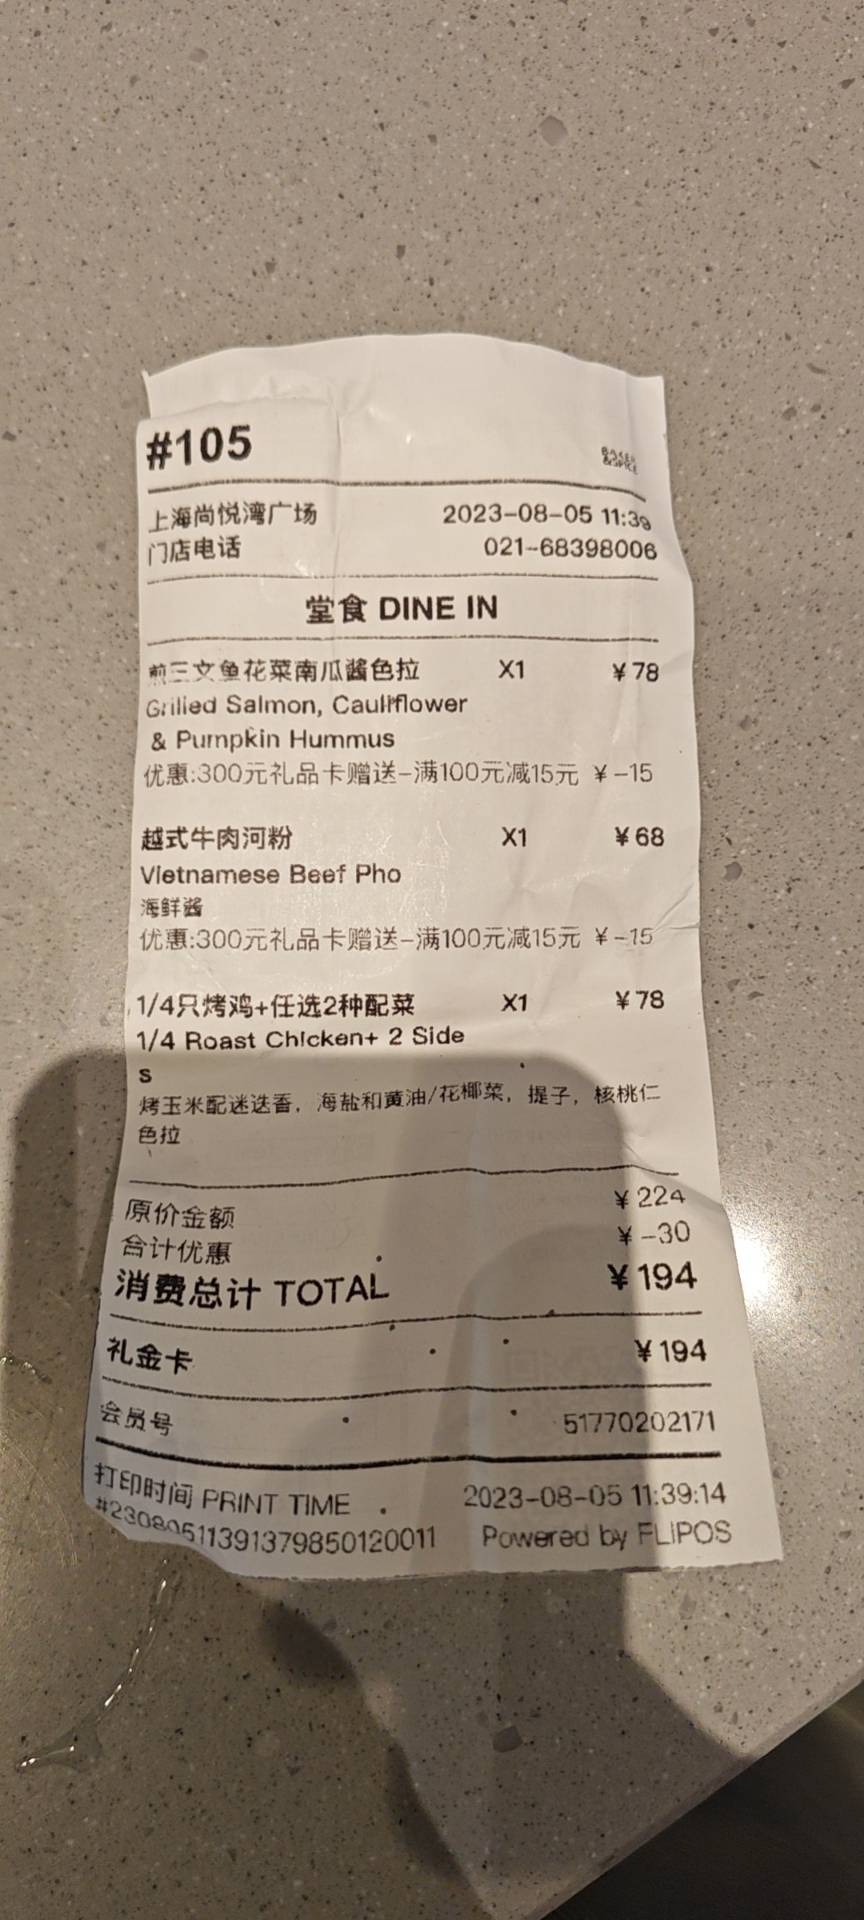 #105
BAKER
&SPICE
上海尚悦湾广场 2023-08-05 11:39
门店电话 021-68398006
堂食 DINE IN
煎三文鱼花菜南瓜酱色拉 X1 ¥78
Grilled Salmon, Cauliflower
& Pumpkin Hummus
优惠:300元礼品卡赠送-满100元减15元 ¥-15
越式牛肉河粉 X1 ¥68
Vietnamese Beef Pho
海鲜酱
优惠:300元礼品卡赠送-满100元减15元 ¥-15
1/4只烤鸡+任选2种配菜 X1 ¥78
1/4 Roast Chicken+ 2 Side
s
烤玉米配迷迭香，海盐和黄油/花椰菜，提子，核桃仁
色拉
原价金额 ¥224
合计优惠 ¥-30
消费总计 TOTAL ¥194
礼金卡 ¥194
会员号 51770202171
打印时间 PRINT TIME 2023-08-05 11:39:14
#23080511391379850120011 Powered by FLIPOS